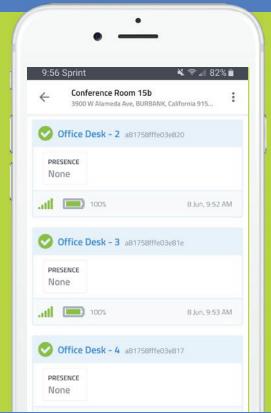 9:56 Sprint 82%
Conference Room 15b
3900 W Alameda Ave, BURBANK, California 915...
Office Desk - 2 a81758fffe03e820
PRESENCE
None
100% 8 Jun, 9:52 AM
Office Desk - 3 a81758fffe03e81e
PRESENCE
None
100% 8 Jun, 9:53 AM
Office Desk - 4 a81758fffe03e817
PRESENCE
None